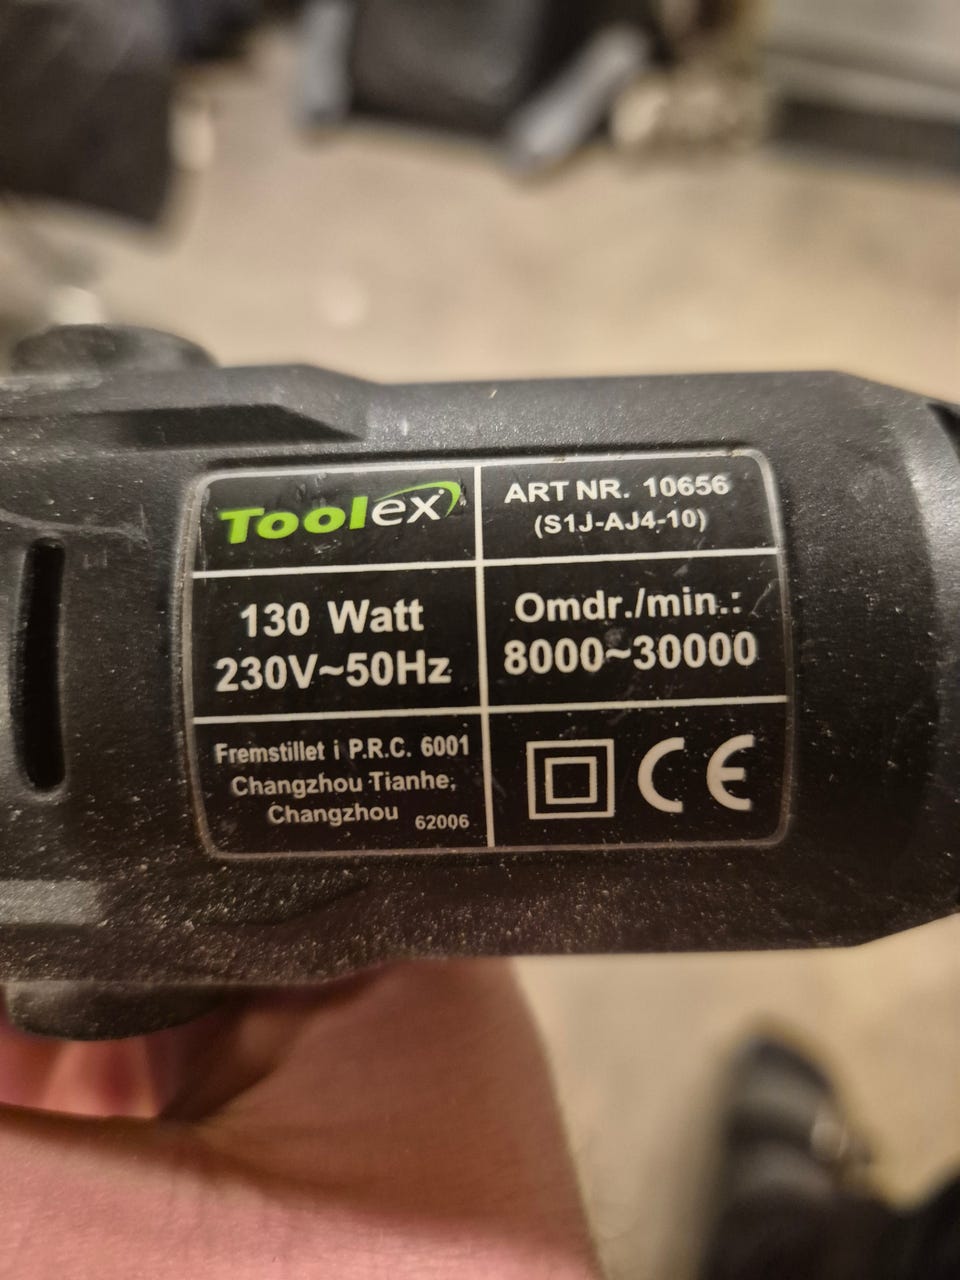 Toolex
ART NR. 10656
(S1J-AJ4-10)
130 Watt
230V~50Hz
Omdr./min.:
8000~30000
Fremstillet i P.R.C. 6001
Changzhou Tianhe,
Changzhou 62006
CE